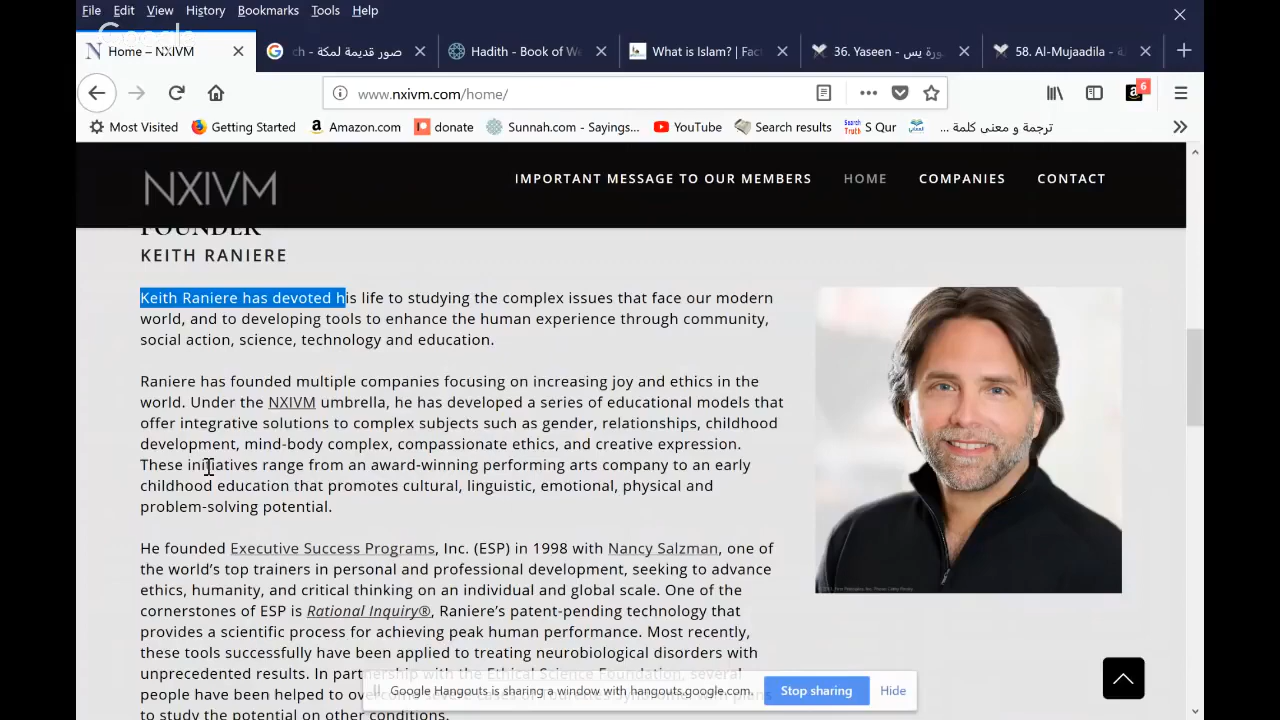 File Edit View History Bookmarks Tools Help
Google
Home – NXIVM
ch - صور قديمة لمكة
Hadith - Book of We
What is Islam? | Fac
36. Yaseen - سورة يس
58. Al-Mujaadila -
www.nxivm.com/home/
6
Most Visited Getting Started Amazon.com donate Sunnah.com - Sayings... YouTube Search results S Qur ترجمة و معنى كلمة ...
NXIVM
IMPORTANT MESSAGE TO OUR MEMBERS HOME COMPANIES CONTACT
FOUNDER
KEITH RANIERE
Keith Raniere has devoted his life to studying the complex issues that face our modern
world, and to developing tools to enhance the human experience through community,
social action, science, technology and education.
Raniere has founded multiple companies focusing on increasing joy and ethics in the
world. Under the NXIVM umbrella, he has developed a series of educational models that
offer integrative solutions to complex subjects such as gender, relationships, childhood
development, mind-body complex, compassionate ethics, and creative expression.
These initiatives range from an award-winning performing arts company to an early
childhood education that promotes cultural, linguistic, emotional, physical and
problem-solving potential.
He founded Executive Success Programs, Inc. (ESP) in 1998 with Nancy Salzman, one of
the world's top trainers in personal and professional development, seeking to advance
ethics, humanity, and critical thinking on an individual and global scale. One of the
cornerstones of ESP is Rational Inquiry®, Raniere's patent-pending technology that
provides a scientific process for achieving peak human performance. Most recently,
these tools successfully have been applied to treating neurobiological disorders with
unprecedented results. In partnership with the Ethical Science Foundation, several
people have been helped to
to study the potential on other conditions.
Google Hangouts is sharing a window with hangouts.google.com. Stop sharing Hide